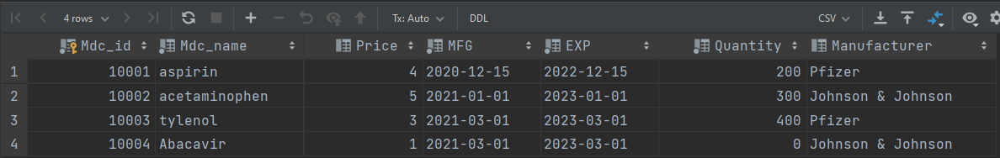 4 rows Tx: Auto DDL CSV
Mdc_id Mdc_name Price MFG EXP Quantity Manufacturer
1 10001 aspirin 4 2020-12-15 2022-12-15 200 Pfizer
2 10002 acetaminophen 5 2021-01-01 2023-01-01 300 Johnson & Johnson
3 10003 tylenol 3 2021-03-01 2023-03-01 400 Pfizer
4 10004 Abacavir 1 2021-03-01 2023-03-01 0 Johnson & Johnson